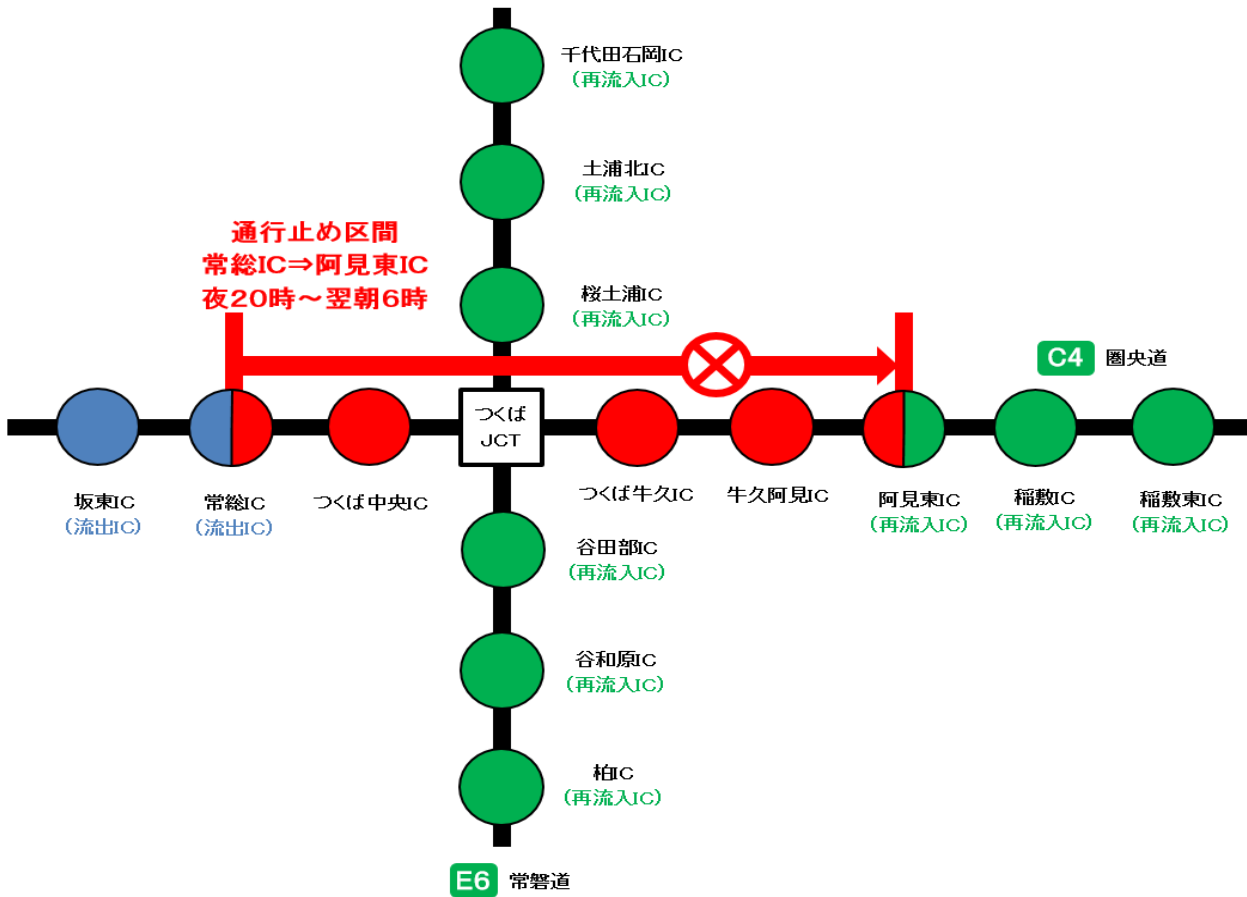 千代田石岡IC
(再流入IC)
土浦北IC
(再流入IC)
通行止め区間
常総IC⇒阿見東IC
夜20時～翌朝6時
桜土浦IC
(再流入IC)
C4 圏央道
つくば
JCT
坂東IC
(流出IC)
常総IC
(流出IC)
つくば中央IC
つくば牛久IC
牛久阿見IC
阿見東IC
(再流入IC)
稲敷IC
(再流入IC)
稲敷東IC
(再流入IC)
谷田部IC
(再流入IC)
谷和原IC
(再流入IC)
柏IC
(再流入IC)
E6 常磐道